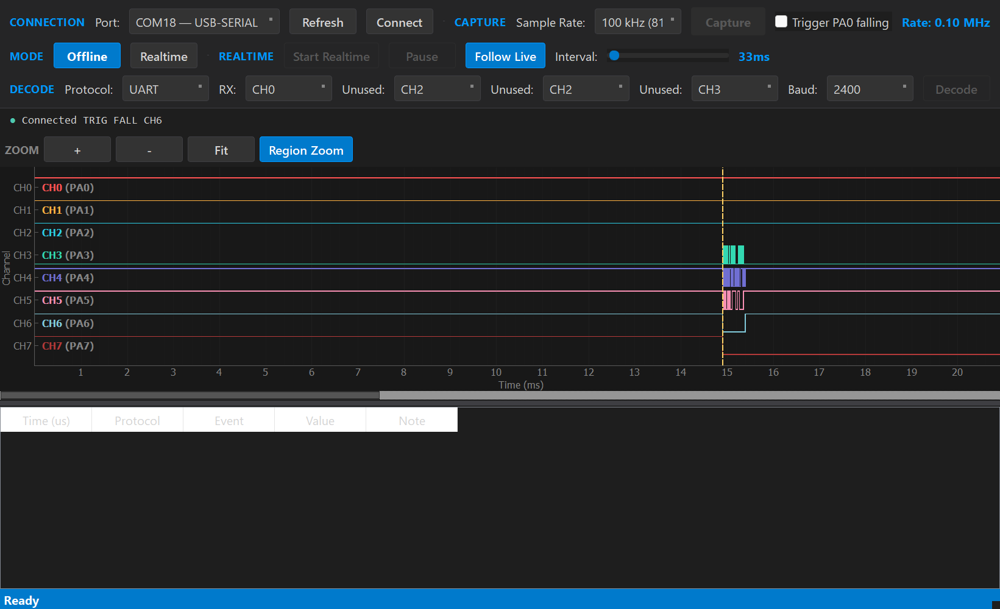 CONNECTION Port: COM18 — USB-SERIAL Refresh Connect CAPTURE Sample Rate: 100 kHz (81 Capture Trigger PA0 falling Rate: 0.10 MHz
MODE Offline Realtime REALTIME Start Realtime Pause Follow Live Interval: 33ms
DECODE Protocol: UART RX: CH0 Unused: CH2 Unused: CH2 Unused: CH3 Baud: 2400 Decode
Connected TRIG FALL CH6
ZOOM + - Fit Region Zoom
CH0 CH0 (PA0)
CH1 CH1 (PA1)
CH2 CH2 (PA2)
CH3 CH3 (PA3)
Channel
CH4 CH4 (PA4)
CH5 CH5 (PA5)
CH6 CH6 (PA6)
CH7 CH7 (PA7)
1 2 3 4 5 6 7 8 9 10 11 12 13 14 15 16 17 18 19 20
Time (ms)
Time (us) Protocol Event Value Note
Ready